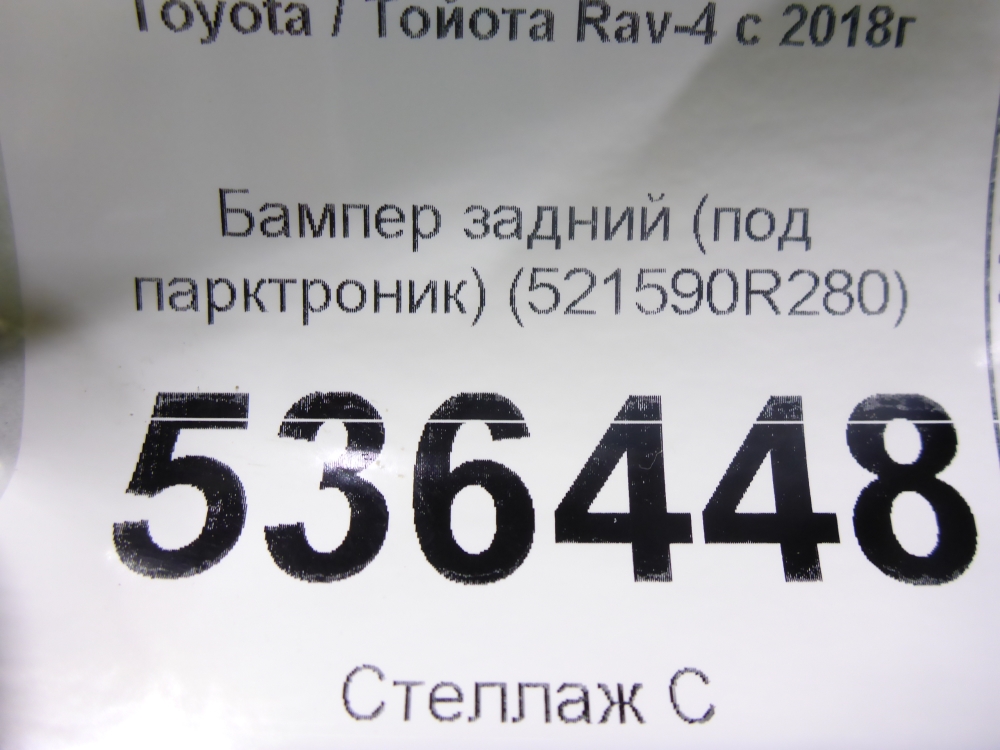 Toyota / Тойота Rav-4 с 2018г
Бампер задний (под
парктроник) (521590R280)
536448
Стеллаж С